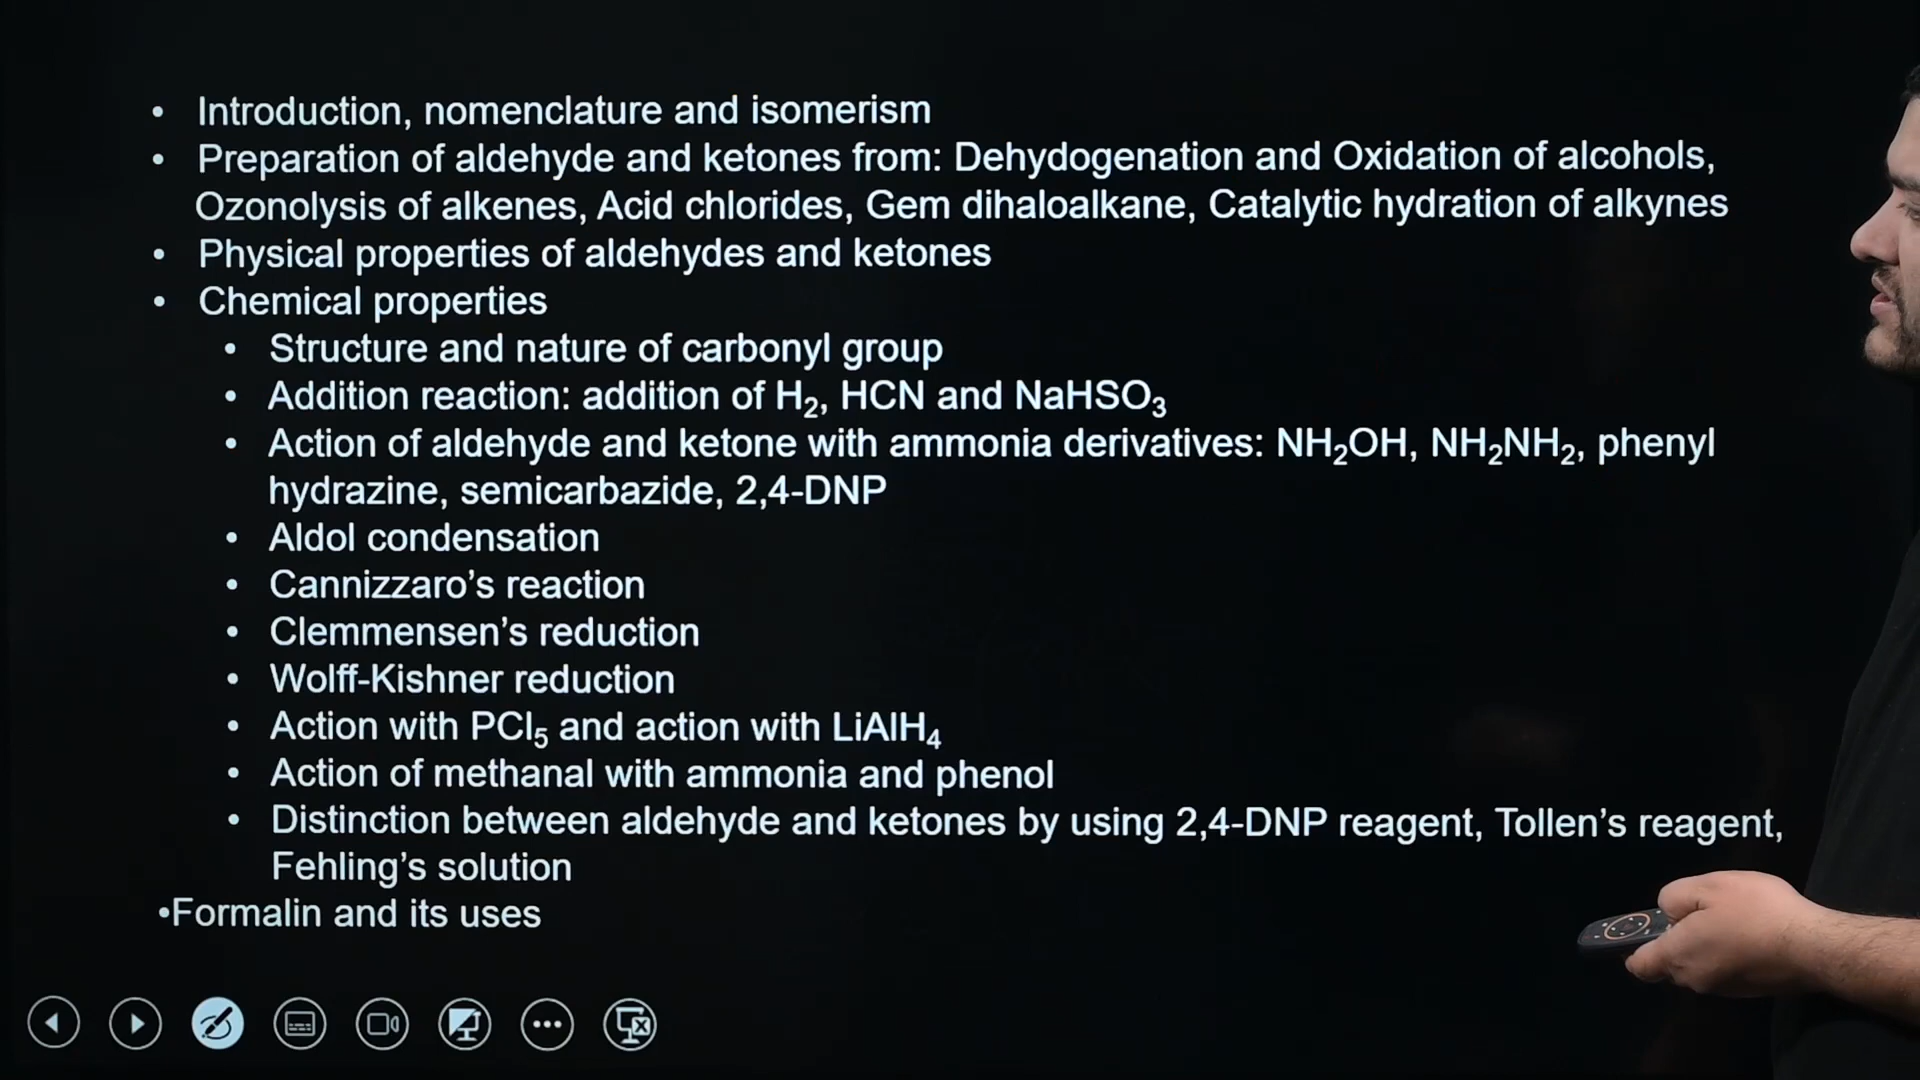 • Introduction, nomenclature and isomerism
• Preparation of aldehyde and ketones from: Dehydogenation and Oxidation of alcohols,
Ozonolysis of alkenes, Acid chlorides, Gem dihaloalkane, Catalytic hydration of alkynes
• Physical properties of aldehydes and ketones
• Chemical properties
• Structure and nature of carbonyl group
• Addition reaction: addition of H₂, HCN and NaHSO₃
• Action of aldehyde and ketone with ammonia derivatives: NH₂OH, NH₂NH₂, phenyl
hydrazine, semicarbazide, 2,4-DNP
• Aldol condensation
• Cannizzaro’s reaction
• Clemmensen’s reduction
• Wolff-Kishner reduction
• Action with PCl₅ and action with LiAlH₄
• Action of methanal with ammonia and phenol
• Distinction between aldehyde and ketones by using 2,4-DNP reagent, Tollen’s reagent,
Fehling’s solution
•Formalin and its uses